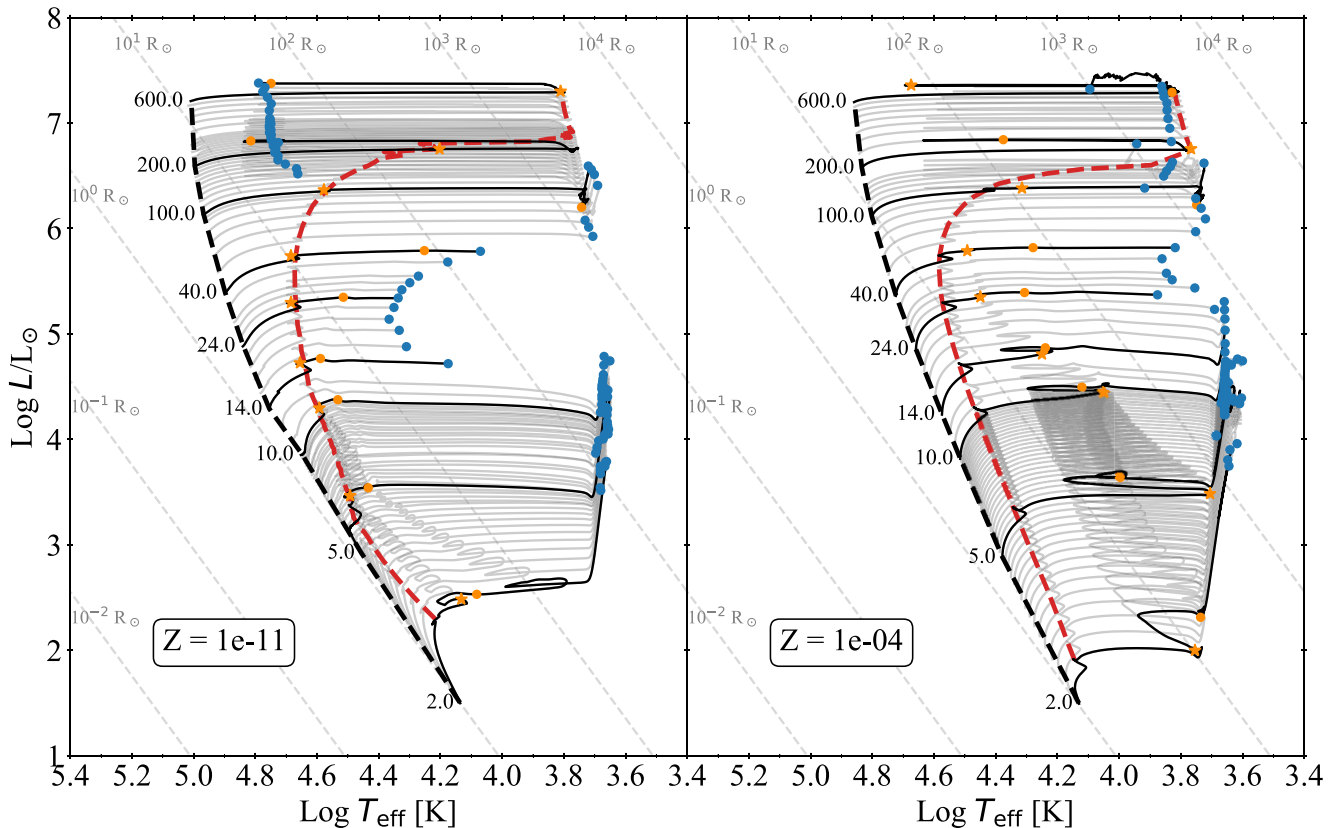 8
7
6
5
4
3
2
1
Log L/L⊙
10¹ R⊙
10² R⊙
10³ R⊙
10⁴ R⊙
10⁰ R⊙
10⁻¹ R⊙
10⁻² R⊙
600.0
200.0
100.0
40.0
24.0
14.0
10.0
5.0
2.0
Z = 1e-11
5.4 5.2 5.0 4.8 4.6 4.4 4.2 4.0 3.8 3.6 3.4
Log Teff [K]
10¹ R⊙
10² R⊙
10³ R⊙
10⁴ R⊙
10⁰ R⊙
10⁻¹ R⊙
10⁻² R⊙
600.0
200.0
100.0
40.0
24.0
14.0
10.0
5.0
2.0
Z = 1e-04
5.2 5.0 4.8 4.6 4.4 4.2 4.0 3.8 3.6 3.4
Log Teff [K]